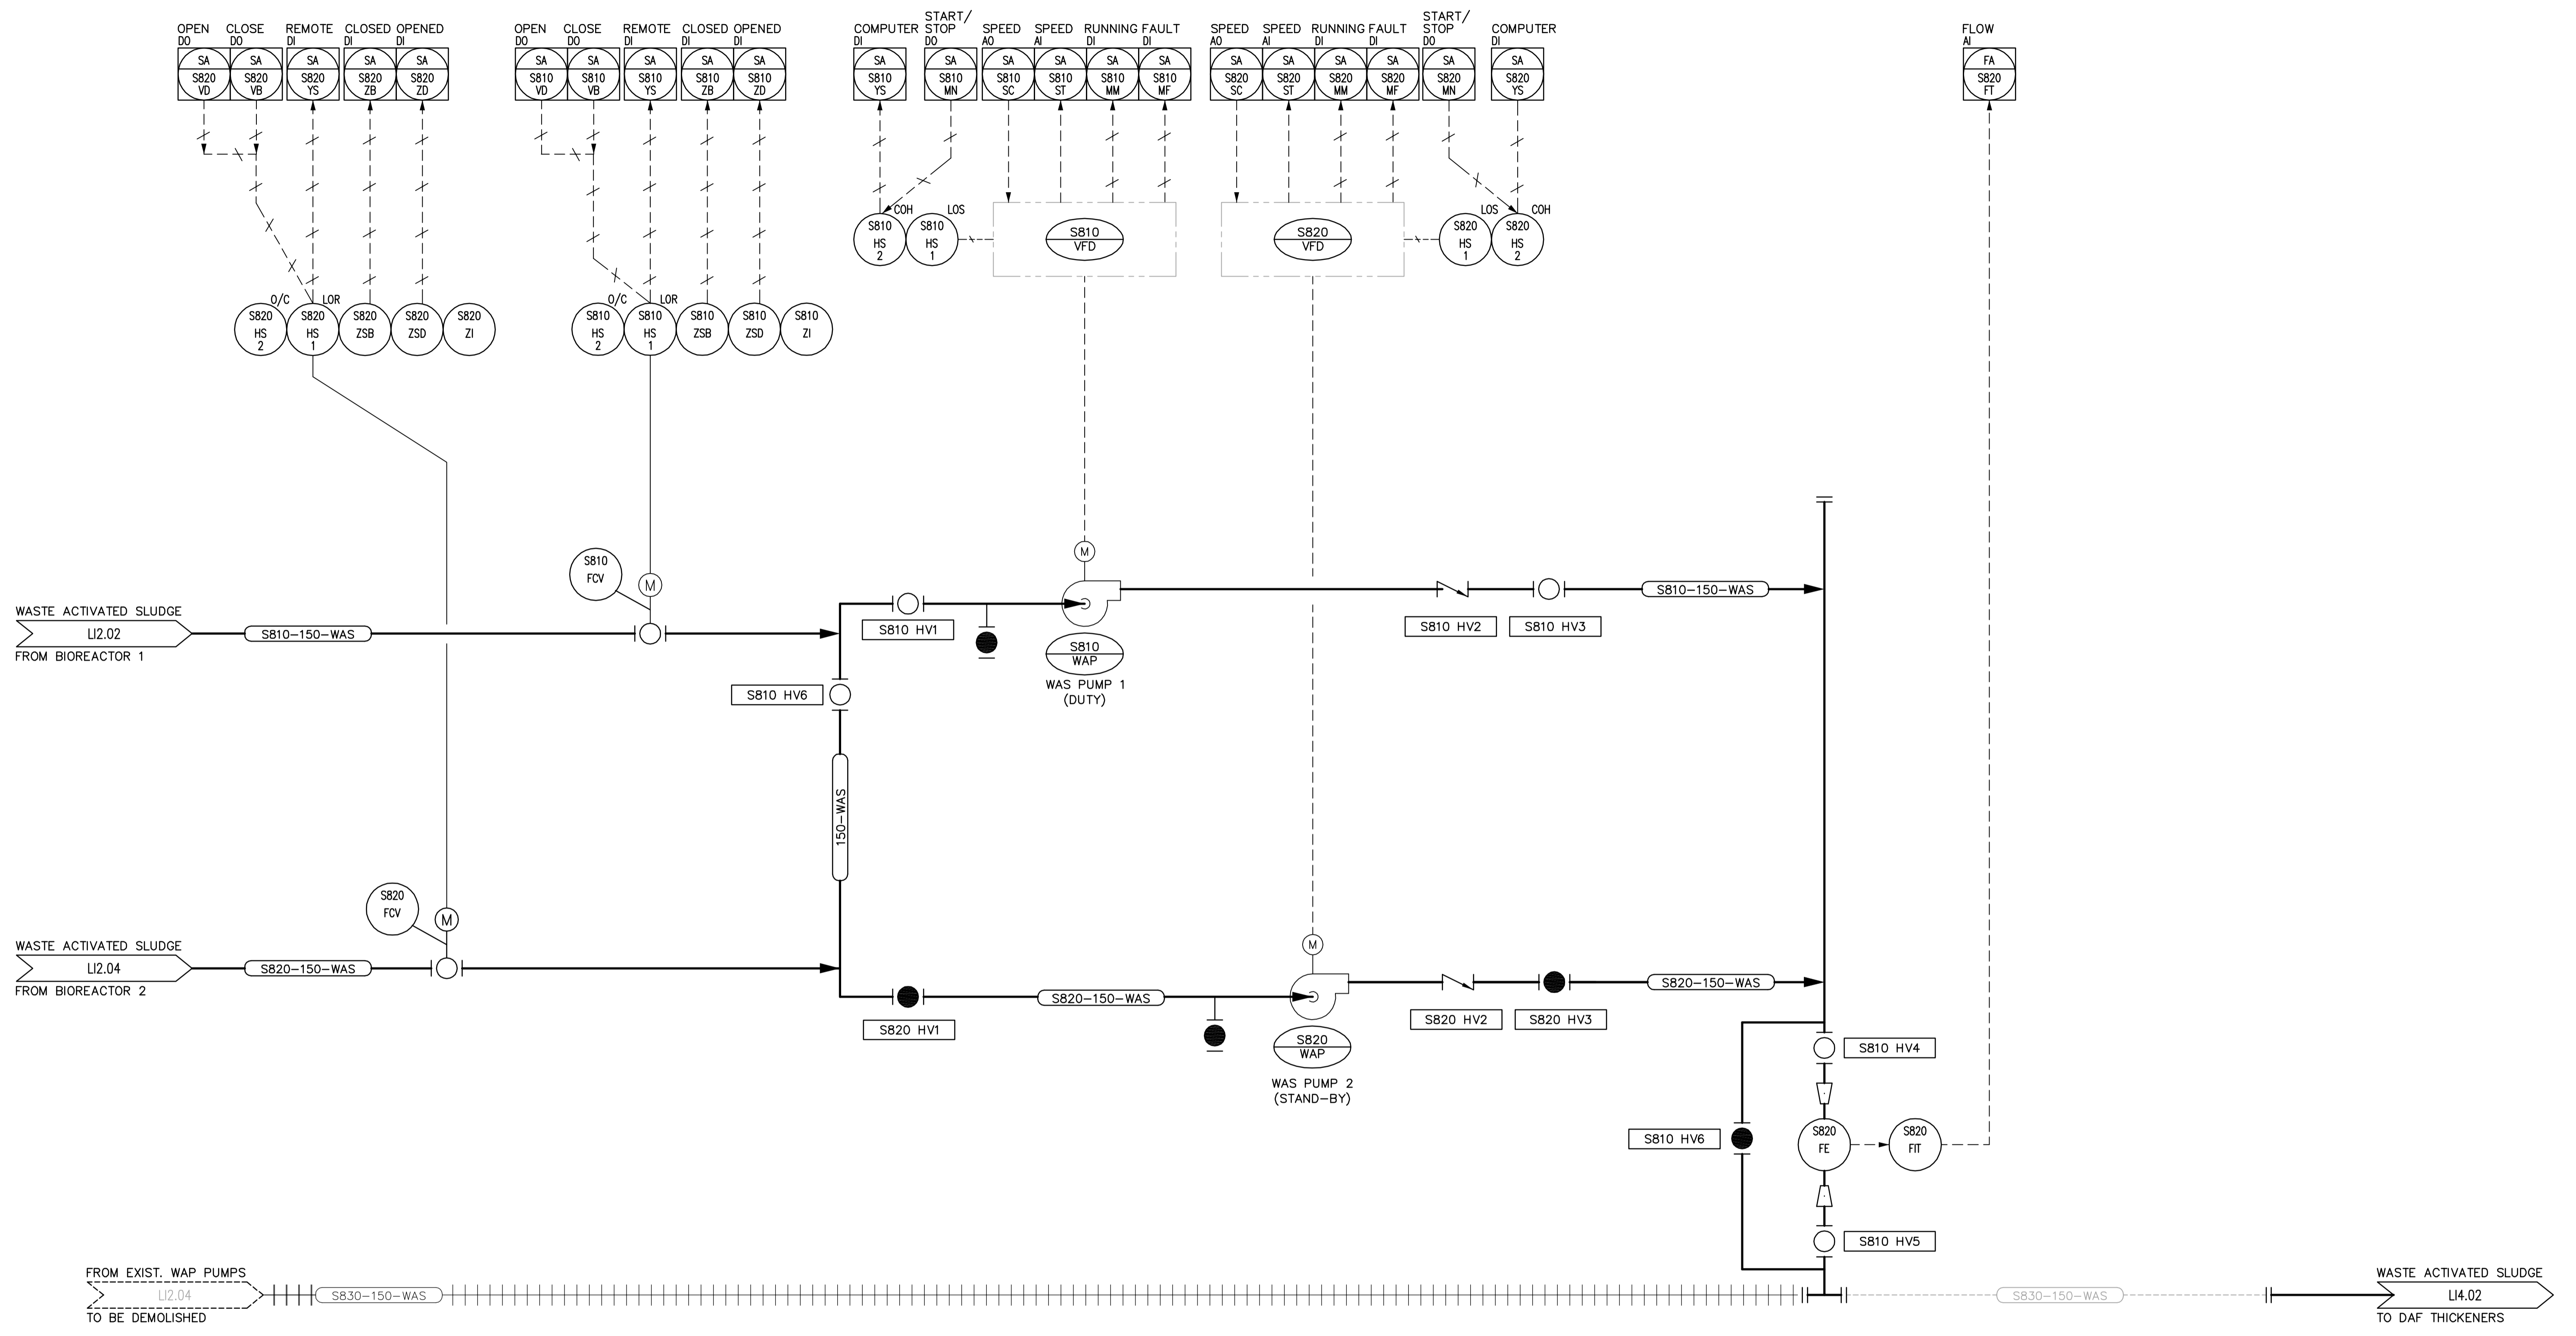 OPEN CLOSE REMOTE CLOSED OPENED
DO DO DI DI DI
SA SA SA SA SA
S820 S820 S820 S820 S820
VD VB YS ZB ZD
OPEN CLOSE REMOTE CLOSED OPENED
DO DO DI DI DI
SA SA SA SA SA
S810 S810 S810 S810 S810
VD VB YS ZB ZD
START/
COMPUTER STOP SPEED SPEED RUNNING FAULT
DI DO AO AI DI DI
SA SA SA SA SA SA
S810 S810 S810 S810 S810 S810
YS MN SC ST MM MF
START/
SPEED SPEED RUNNING FAULT STOP COMPUTER
AO AI DI DI DO DI
SA SA SA SA SA SA
S820 S820 S820 S820 S820 S820
SC ST MM MF MN YS
FLOW
AI
FA
S820
FT
COH LOS
S810 S810
HS HS
2 1
S810
VFD
S820
VFD
LOS COH
S820 S820
HS HS
1 2
O/C LOR
S820 S820 S820 S820 S820
HS HS ZSB ZSD ZI
2 1
O/C LOR
S810 S810 S810 S810 S810
HS HS ZSB ZSD ZI
2 1
M
S810
FCV
M
WASTE ACTIVATED SLUDGE
LI2.02
FROM BIOREACTOR 1
S810-150-WAS
S810 HV1
S810
WAP
WAS PUMP 1
(DUTY)
S810 HV2
S810 HV3
S810-150-WAS
S810 HV6
150-WAS
S820
FCV
M
M
WASTE ACTIVATED SLUDGE
LI2.04
FROM BIOREACTOR 2
S820-150-WAS
S820 HV1
S820-150-WAS
S820
WAP
WAS PUMP 2
(STAND-BY)
S820 HV2
S820 HV3
S820-150-WAS
S810 HV4
S810 HV6
S820
FE
S820
FIT
S810 HV5
FROM EXIST. WAP PUMPS
LI2.04
TO BE DEMOLISHED
S830-150-WAS
S830-150-WAS
WASTE ACTIVATED SLUDGE
LI4.02
TO DAF THICKENERS